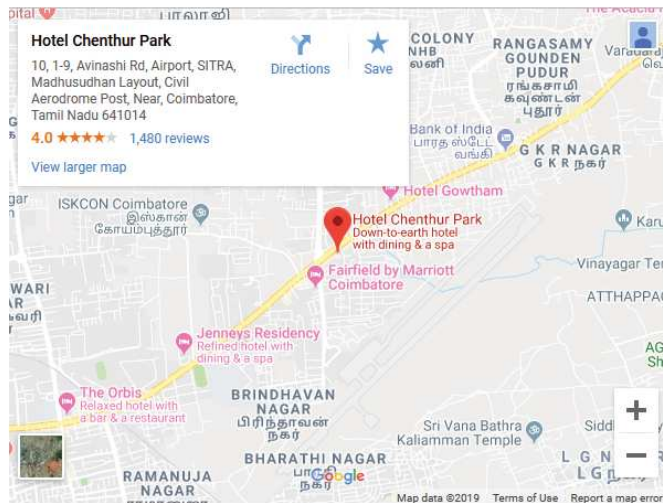 Hotel Chenthur Park
10, 1-9, Avinashi Rd, Airport, SITRA,
Madhusudhan Layout, Civil
Aerodrome Post, Near, Coimbatore,
Tamil Nadu 641014
4.0
1,480 reviews
View larger map
Directions
Save
COLONY
NHB
RANGASAMY
GOUNDEN
PUDUR
ரங்கசாமி
கவுண்டன்
புதூர்
Bank of India
பாரத ஸ்டேட்
வங்கி
G K R NAGAR
G K R நகர்
Hotel Gowtham
ISKCON Coimbatore
இஸ்கான்
கோயம்புத்தூர்
Hotel Chenthur Park
Down-to-earth hotel
with dining & a spa
Fairfield by Marriott
Coimbatore
Vinayagar Ter
ATTHAPPAG
Jenneys Residency
Refined hotel with
dining & a spa
The Orbis
Relaxed hotel with
a bar & a restaurant
BRINDHAVAN
NAGAR
பிரிந்தாவன்
நகர்
Sri Vana Bathra
Kaliamman Temple
BHARATHI NAGAR
RAMANUJA
NAGAR
Google
L G N
Map data ©2019
Terms of Use
Report a map error